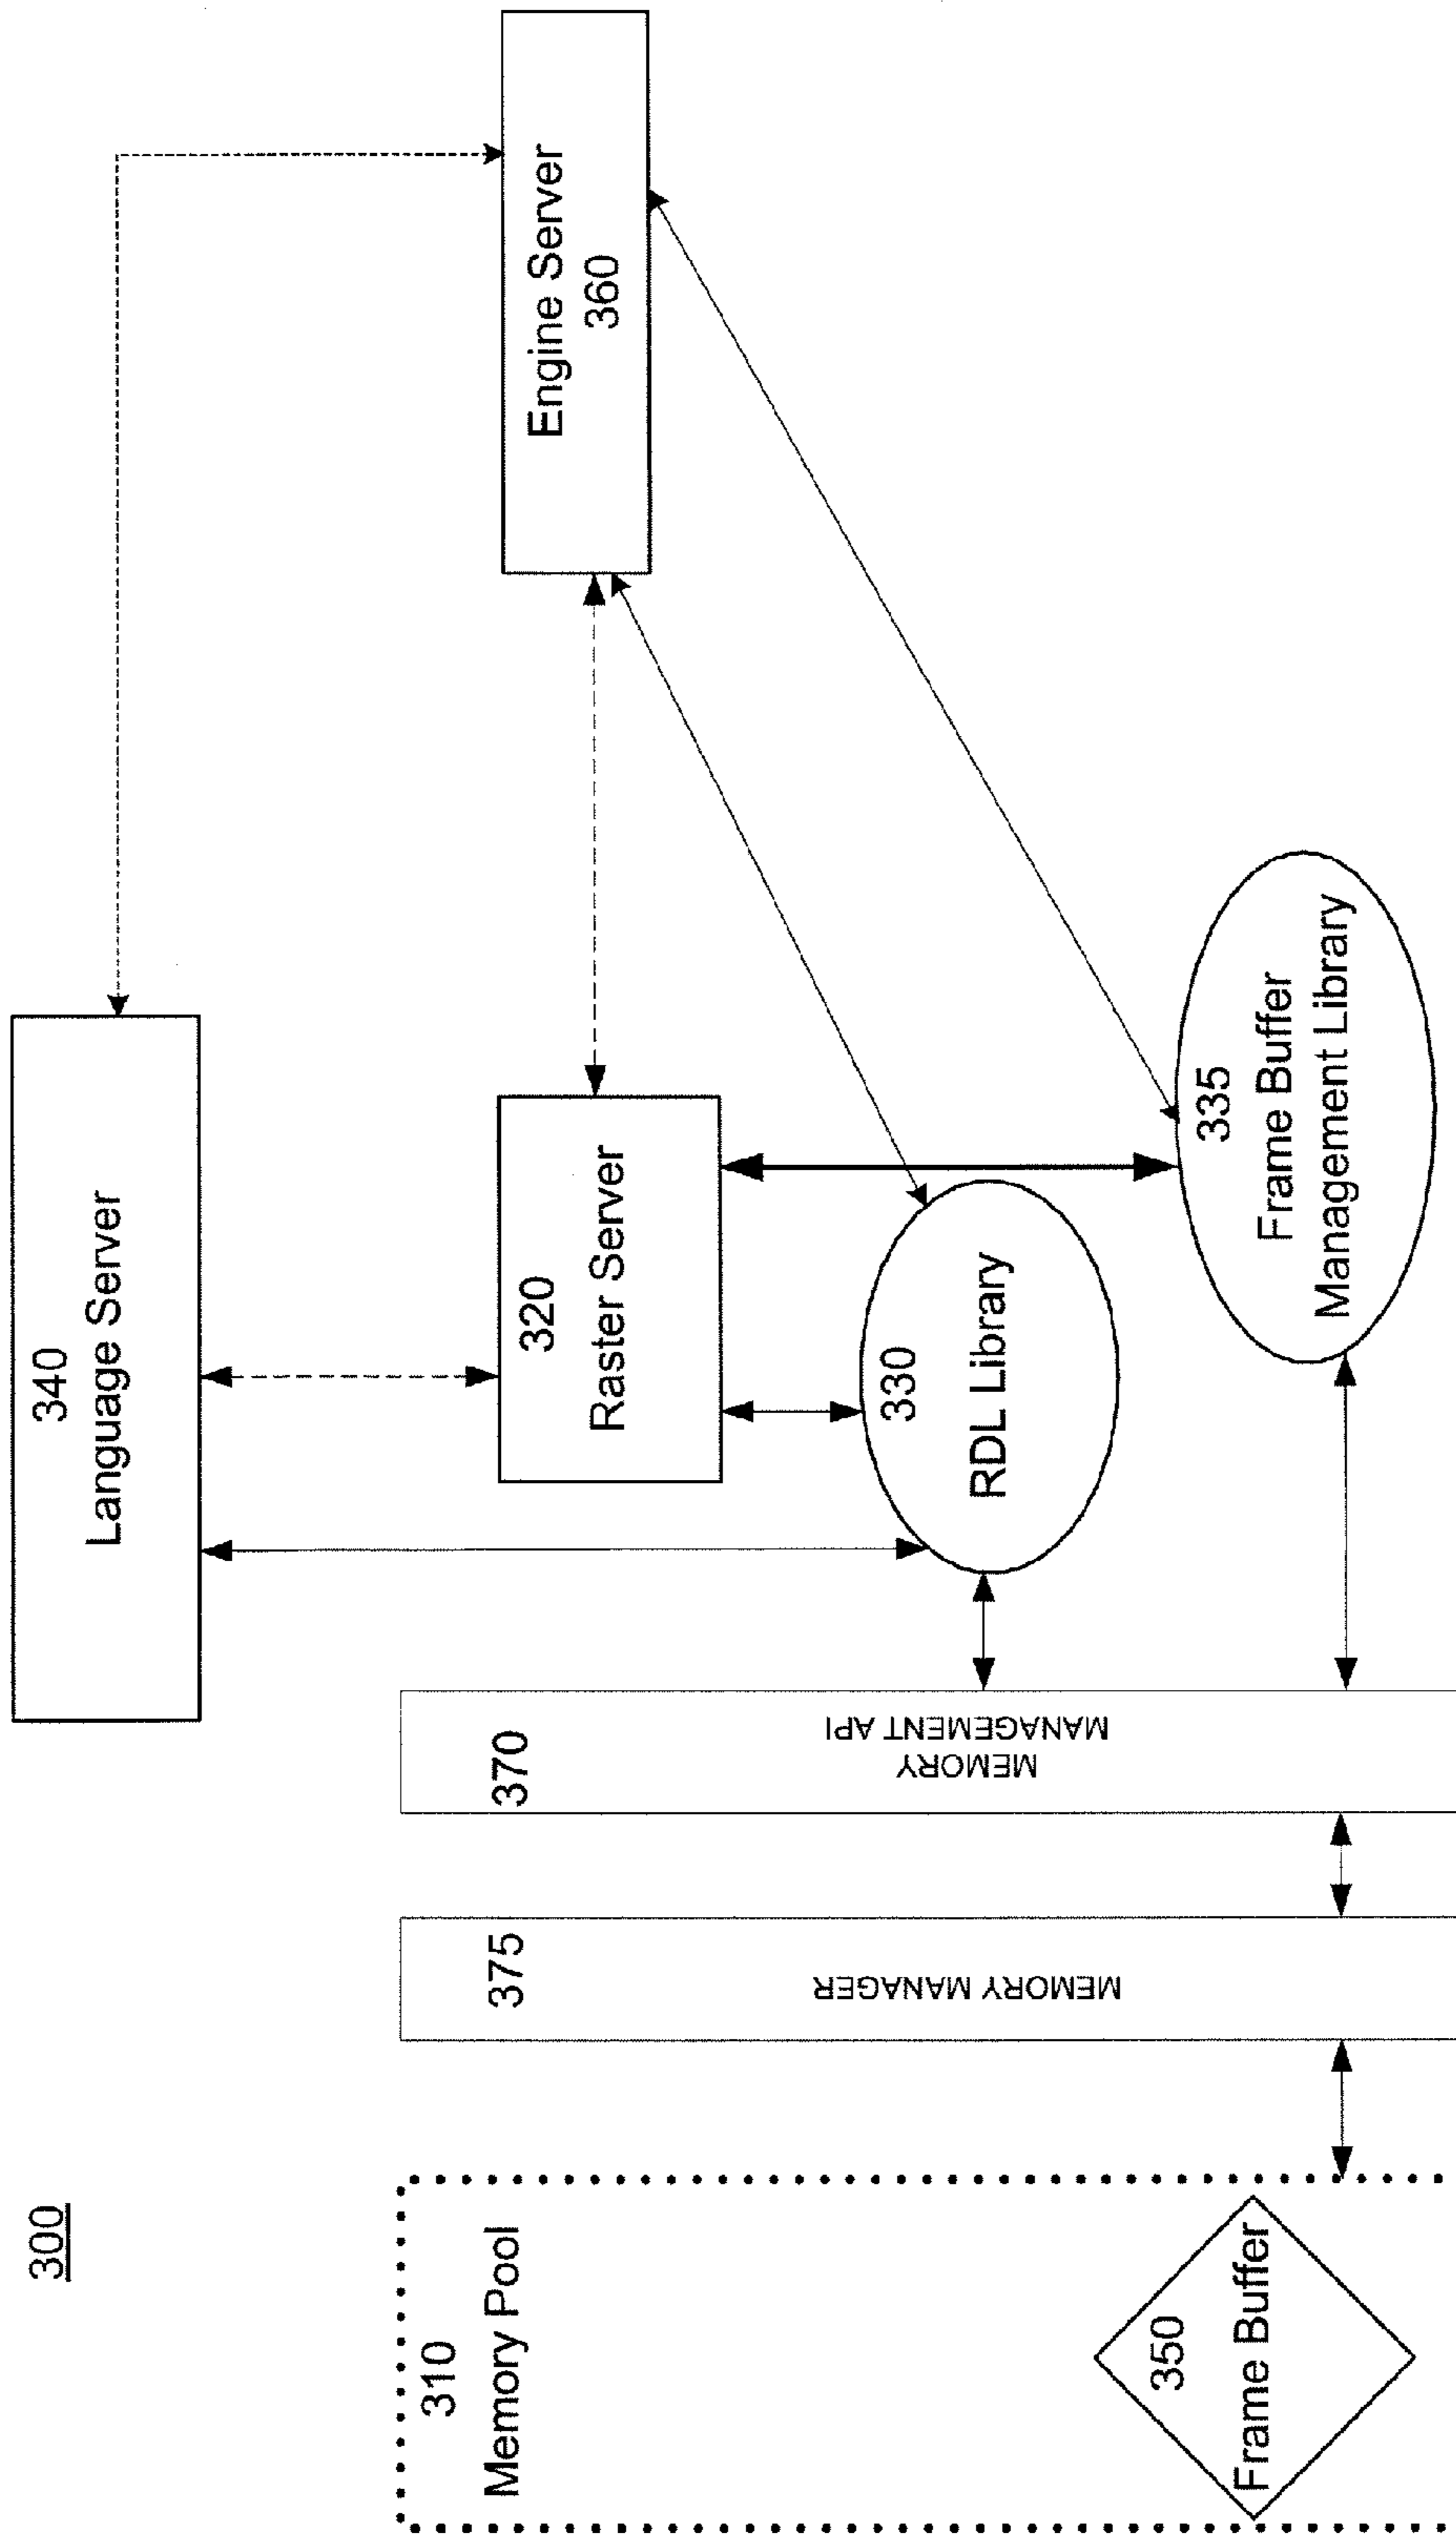 300
340
Language Server
310
Memory Pool
375
MEMORY MANAGER
370
MEMORY
MANAGEMENT API
320
Raster Server
Engine Server
360
330
RDL Library
335
Frame Buffer
Management Library
350
Frame Buffer